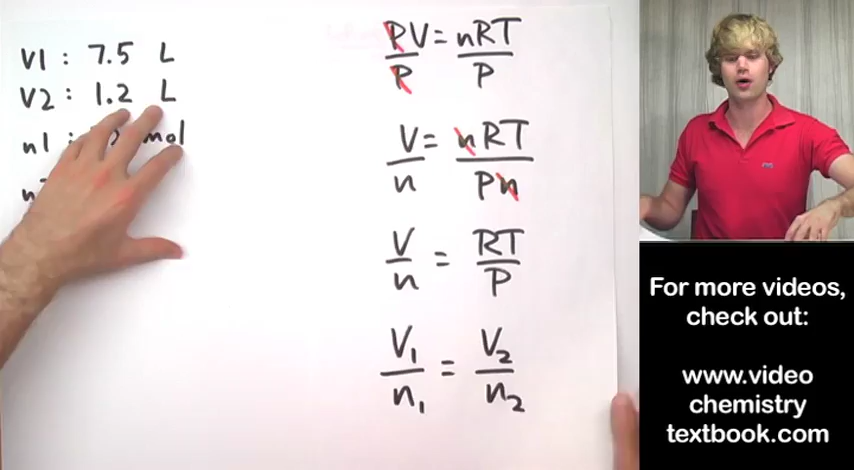 V1 : 7.5 L
V2 : 1.2 L
n1 : mol
PV = nRT
P P
V = nRT
n Pn
V = RT
n P
V₁ = V₂
n₁ n₂
For more videos,
check out:
www.video
chemistry
textbook.com